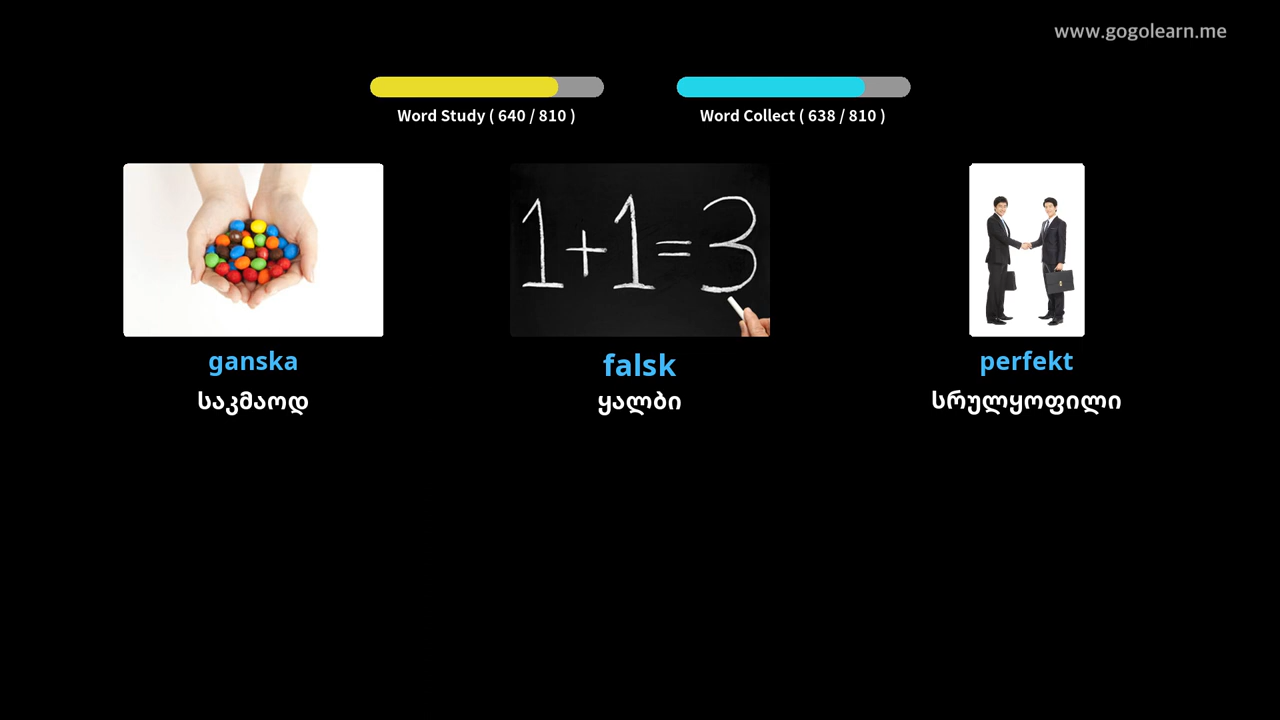 www.gogolearn.me
Word Study ( 640 / 810 )
Word Collect ( 638 / 810 )
1+1=3
ganska
falsk
perfekt
საკმაოდ
ყალბი
სრულყოფილი